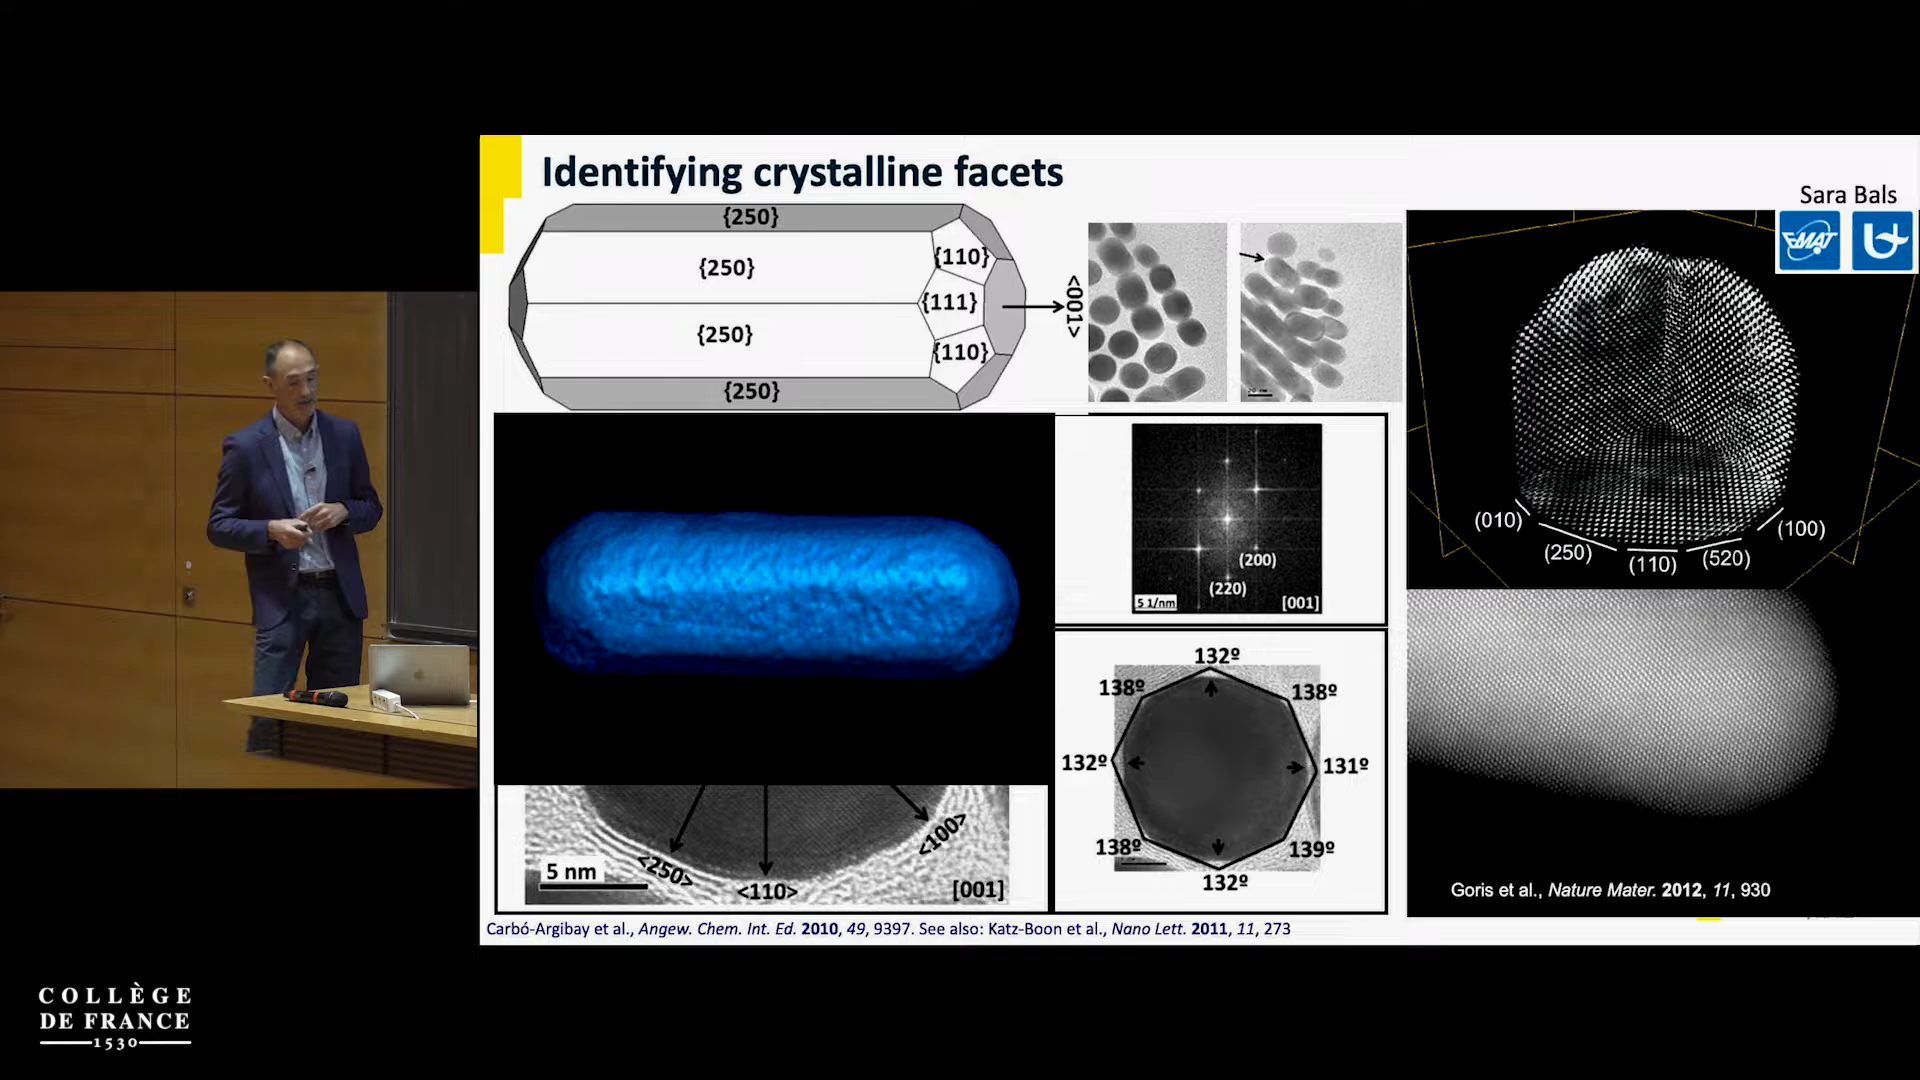 Identifying crystalline facets
Sara Bals
EMAT
{250}
{250}
{250}
{250}
{110}
{111}
{110}
<001>
(200)
(220)
5 1/nm
[001]
(010)
(250)
(110)
(520)
(100)
132º
138º
138º
132º
131º
138º
139º
132º
5 nm
<250>
<110>
<100>
[001]
Goris et al., Nature Mater. 2012, 11, 930
Carbó-Argibay et al., Angew. Chem. Int. Ed. 2010, 49, 9397. See also: Katz-Boon et al., Nano Lett. 2011, 11, 273
COLLÈGE
DE FRANCE
1530